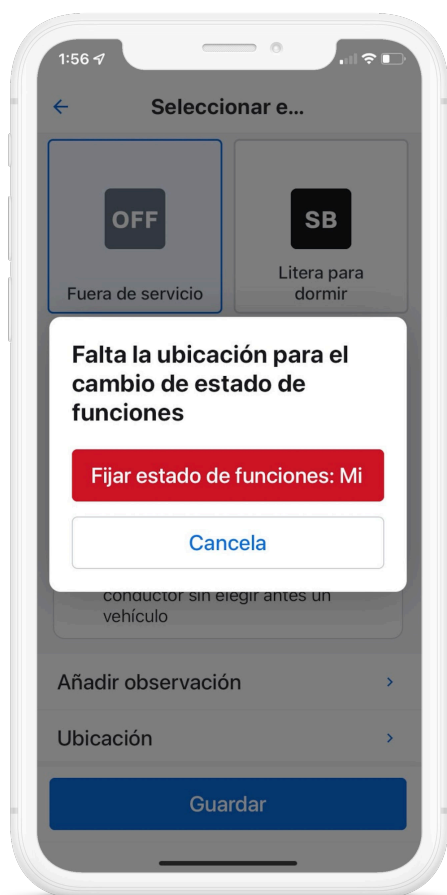 1:56
Seleccionar e...
OFF
SB
Fuera de servicio
Litera para
dormir
Falta la ubicación para el
cambio de estado de
funciones
Fijar estado de funciones: Mi
Cancela
conductor sin elegir antes un
vehículo
Añadir observación
Ubicación
Guardar